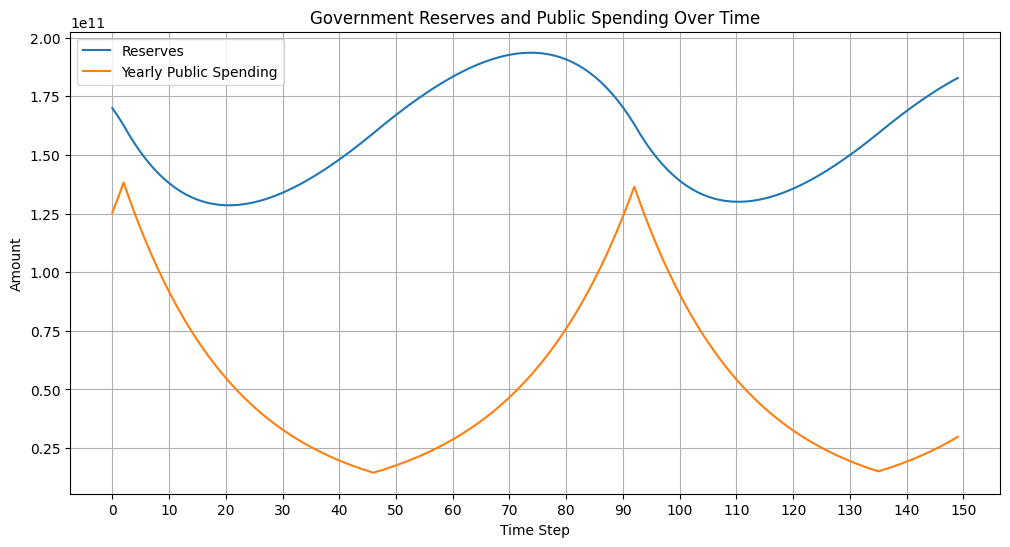 Government Reserves and Public Spending Over Time
1e11
Reserves
Yearly Public Spending
2.00
1.75
1.50
1.25
1.00
0.75
0.50
0.25
Amount
0 10 20 30 40 50 60 70 80 90 100 110 120 130 140 150
Time Step